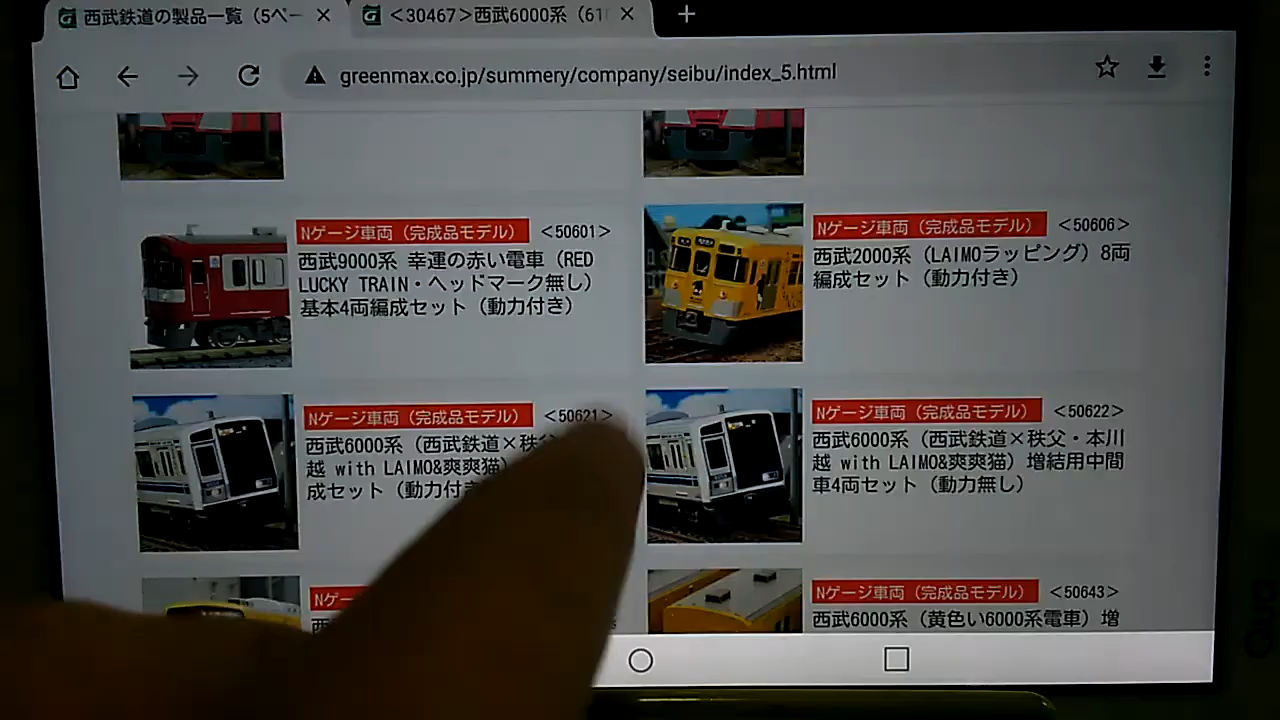 西武鉄道の製品一覧（5ペー
<30467>西武6000系（61
greenmax.co.jp/summery/company/seibu/index_5.html
Nゲージ車両（完成品モデル） <50601>
西武9000系 幸運の赤い電車（RED
LUCKY TRAIN・ヘッドマーク無し）
基本4両編成セット（動力付き）
Nゲージ車両（完成品モデル） <50606>
西武2000系（LAIMOラッピング）8両
編成セット（動力付き）
Nゲージ車両（完成品モデル） <50621>
西武6000系（西武鉄道×秩父
越 with LAIMO&爽爽猫）
成セット（動力付き
Nゲージ車両（完成品モデル） <50622>
西武6000系（西武鉄道×秩父・本川
越 with LAIMO&爽爽猫）増結用中間
車4両セット（動力無し）
Nゲー
Nゲージ車両（完成品モデル） <50643>
西武6000系（黄色い6000系電車）増